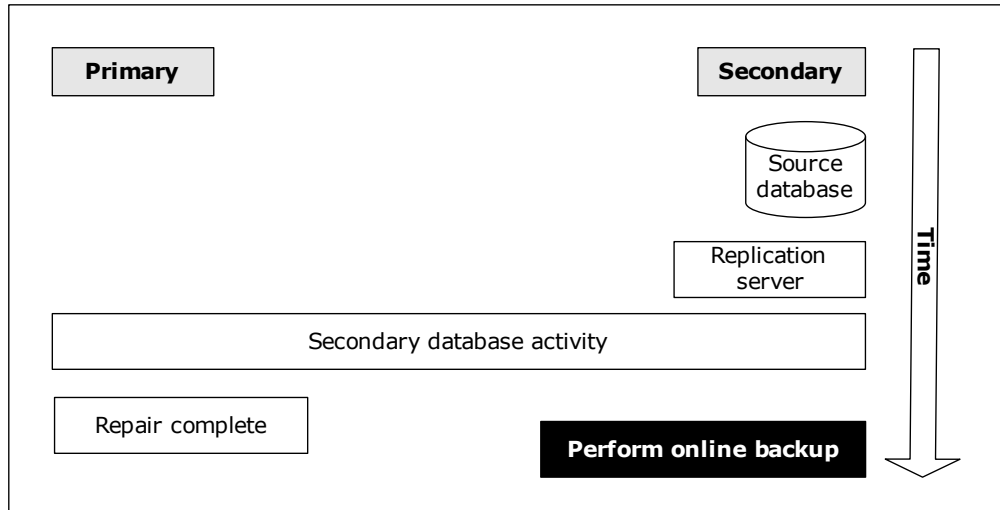 Primary
Secondary
Source
database
Replication
server
Time
Secondary database activity
Repair complete
Perform online backup